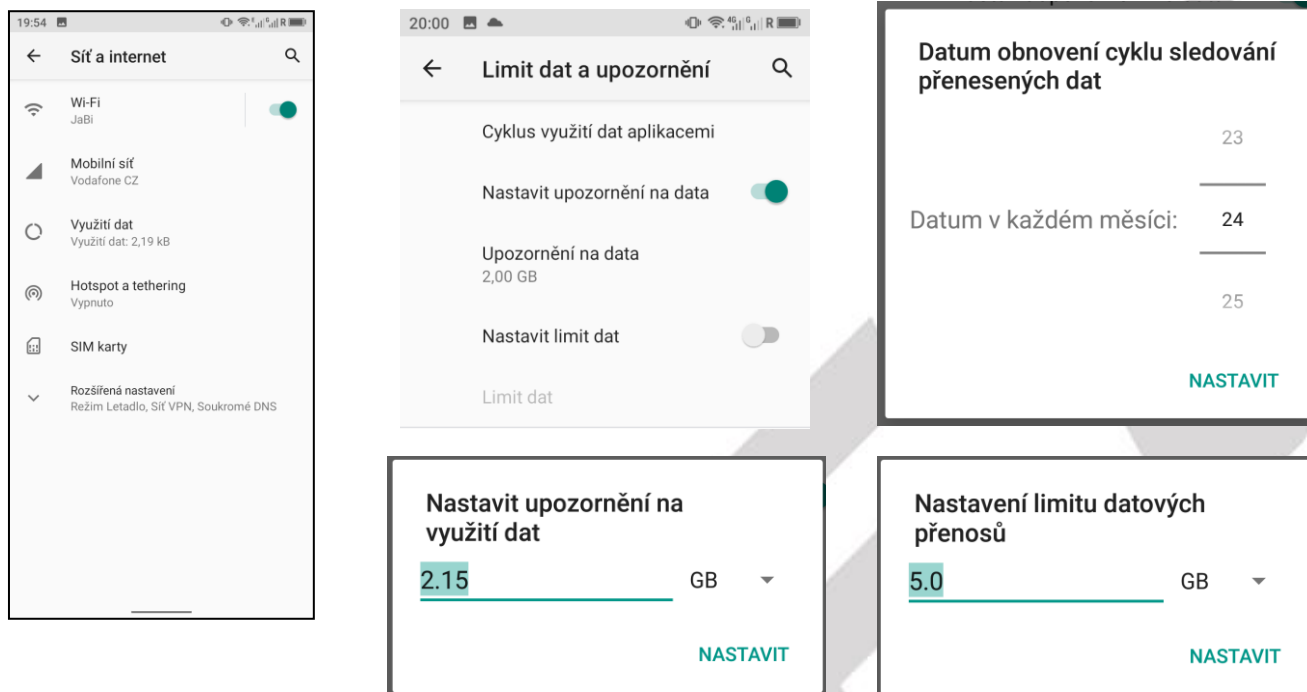 19:54
R
Síť a internet
Wi-Fi
JaBi
Mobilní síť
Vodafone CZ
Využití dat
Využití dat: 2,19 kB
Hotspot a tethering
Vypnuto
SIM karty
Rozšířená nastavení
Režim Letadlo, Síť VPN, Soukromé DNS
20:00
4G G R
Limit dat a upozornění
Cyklus využití dat aplikacemi
Nastavit upozornění na data
Upozornění na data
2,00 GB
Nastavit limit dat
Limit dat
Datum obnovení cyklu sledování
přenesených dat
23
Datum v každém měsíci: 24
25
NASTAVIT
Nastavit upozornění na
využití dat
2.15 GB
NASTAVIT
Nastavení limitu datových
přenosů
5.0 GB
NASTAVIT